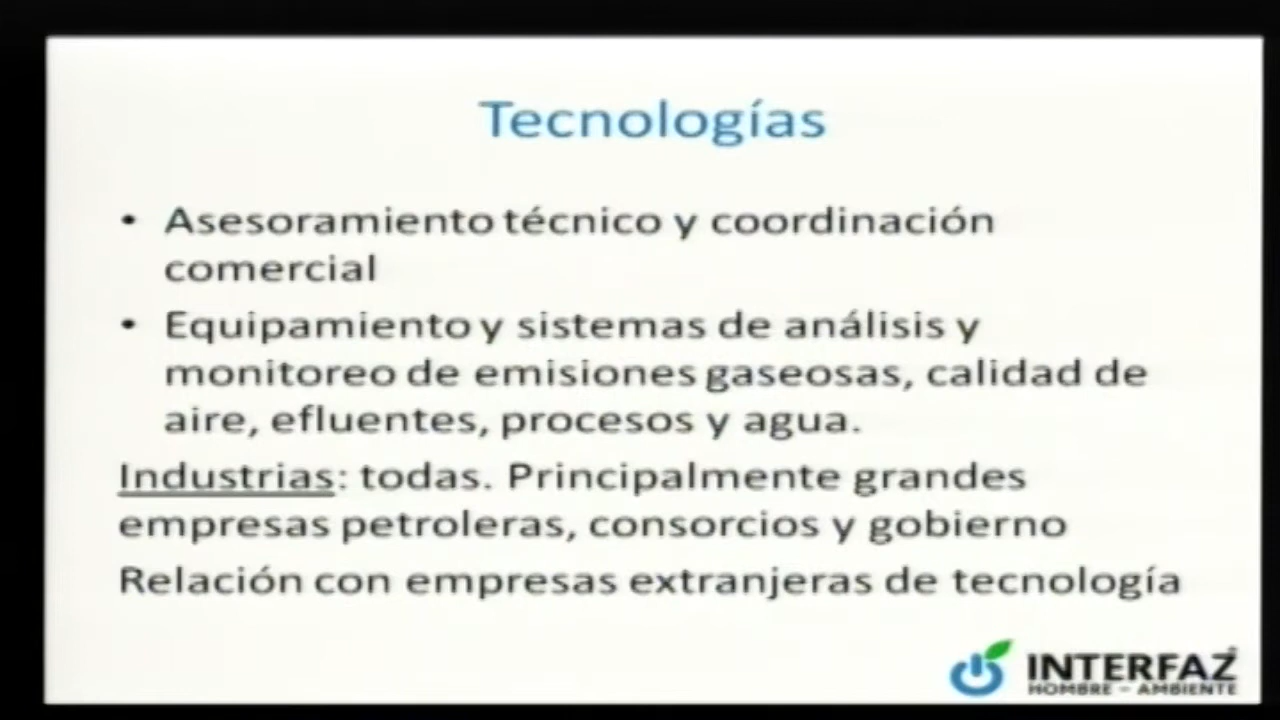 Tecnologías
• Asesoramiento técnico y coordinación
comercial
• Equipamiento y sistemas de análisis y
monitoreo de emisiones gaseosas, calidad de
aire, efluentes, procesos y agua.
Industrias: todas. Principalmente grandes
empresas petroleras, consorcios y gobierno
Relación con empresas extranjeras de tecnología
INTERFAZ
HOMBRE - AMBIENTE